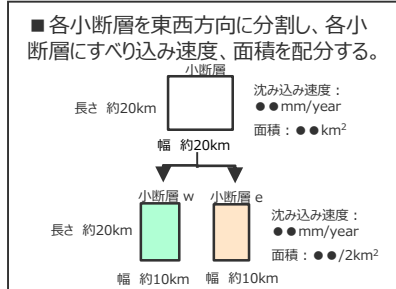 ■各小断層を東西方向に分割し、各小
断層にすべり込み速度、面積を配分する。
小断層
長さ 約20km
沈み込み速度：
●●mm/year
面積：●●km²
幅 約20km
小断層 w 小断層 e
長さ 約20km
沈み込み速度：
●●mm/year
面積：●●/2km²
幅 約10km 幅 約10km